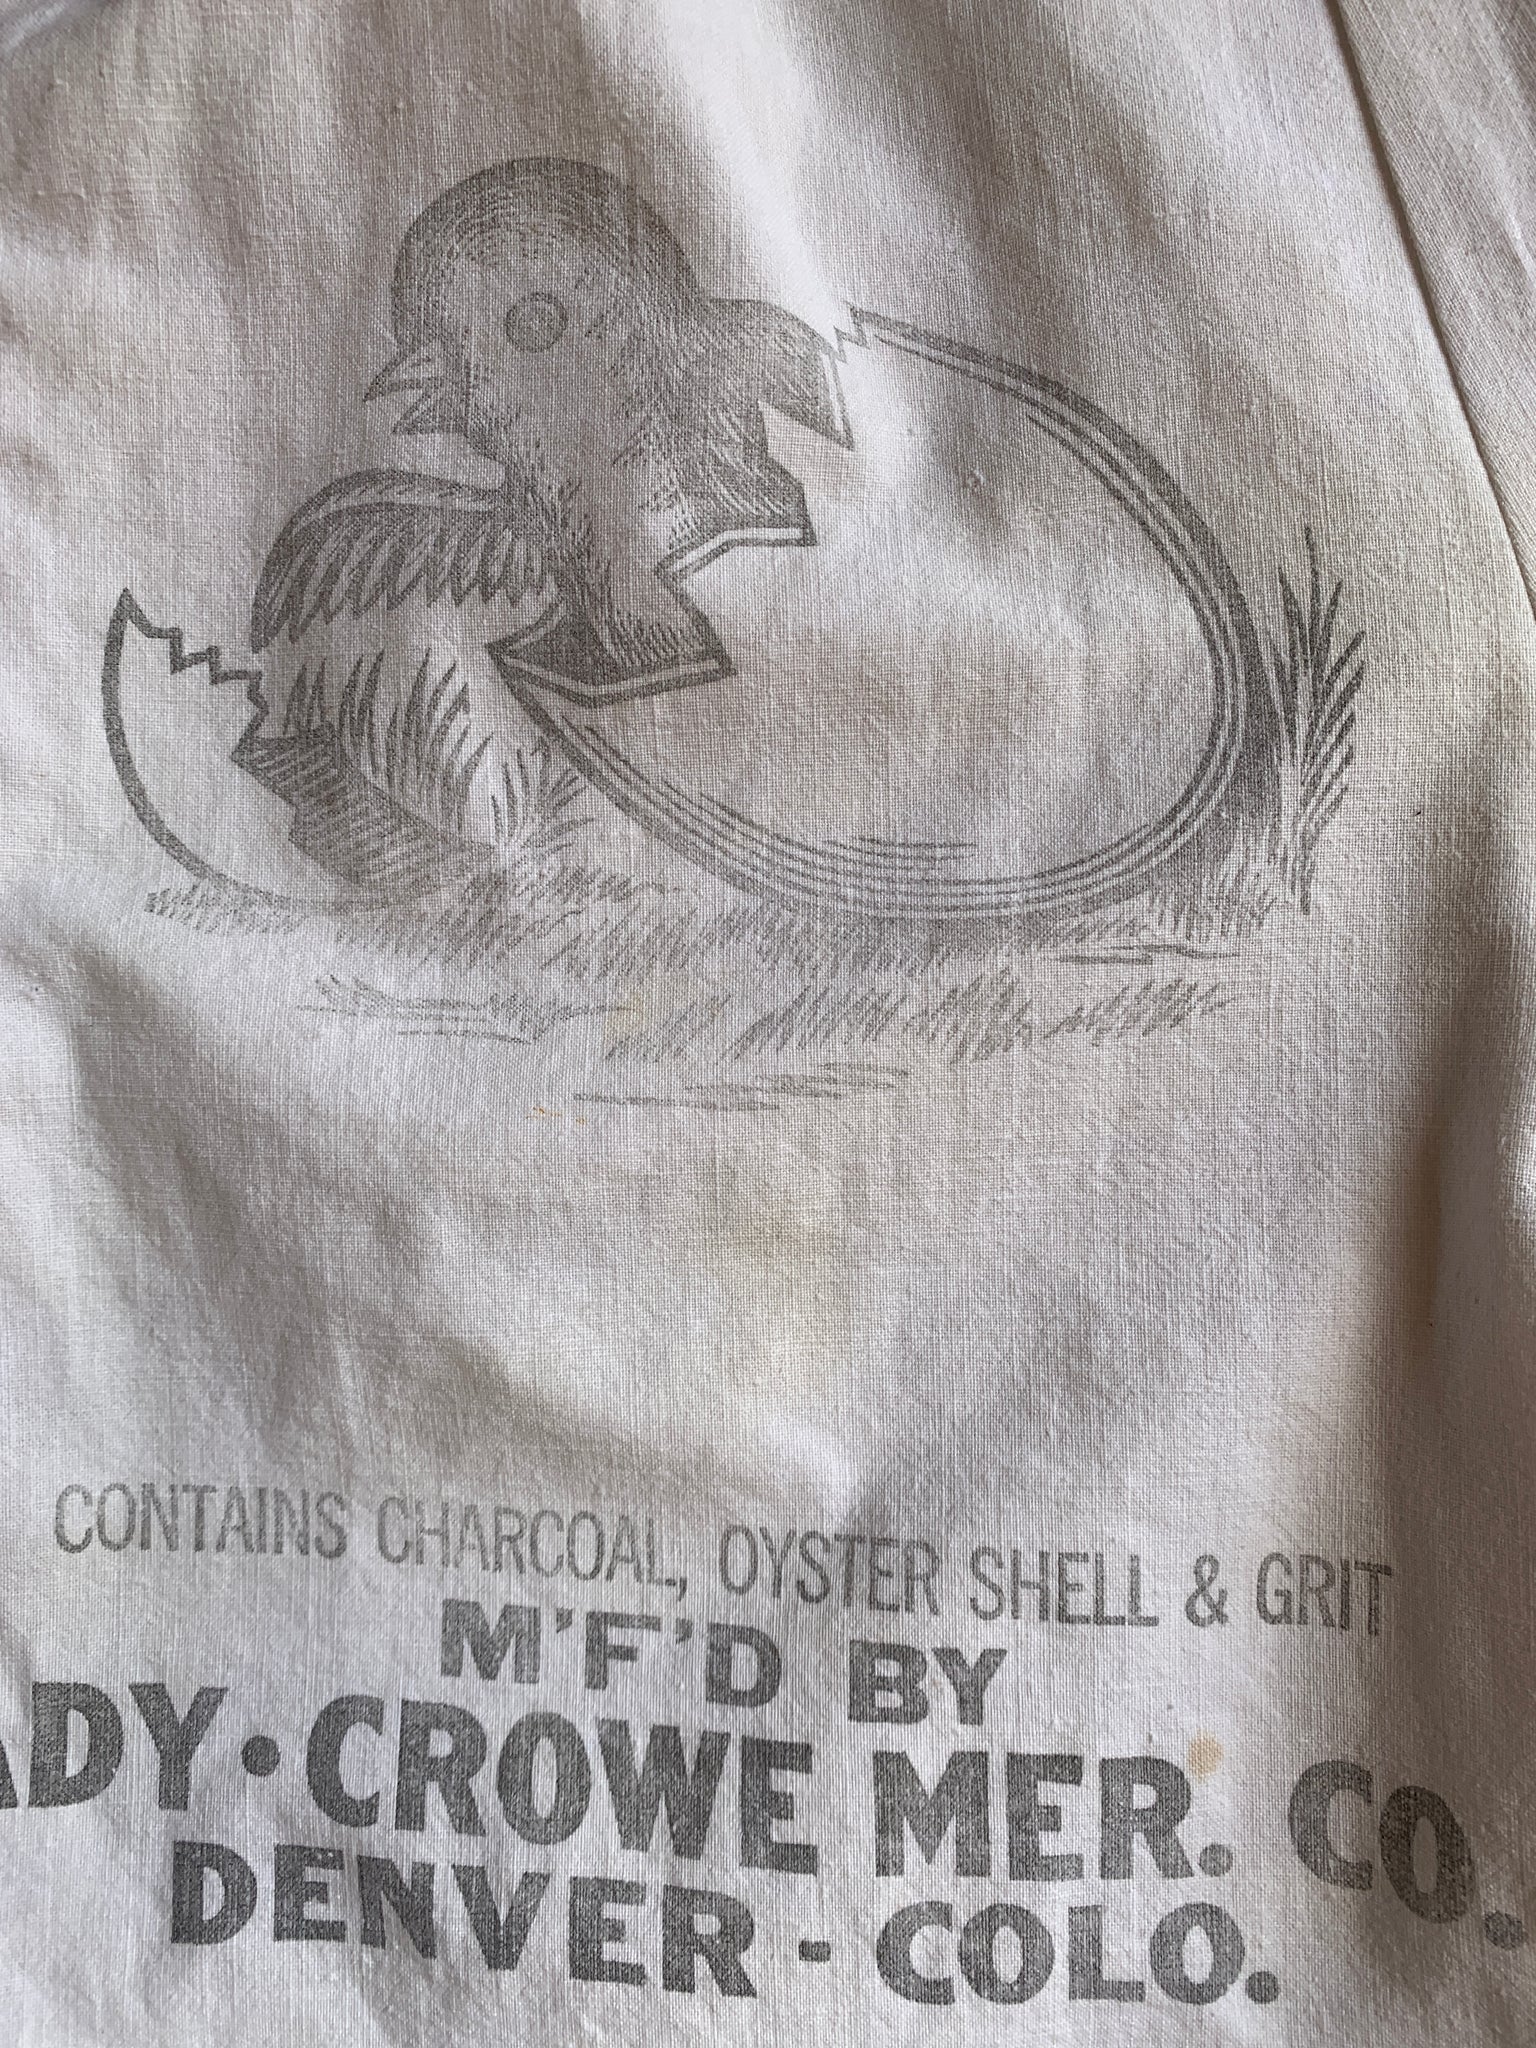 CONTAINS CHARCOAL, OYSTER SHELL & GRIT
M'F'D BY
ADY·CROWE MER. CO.
DENVER - COLO.